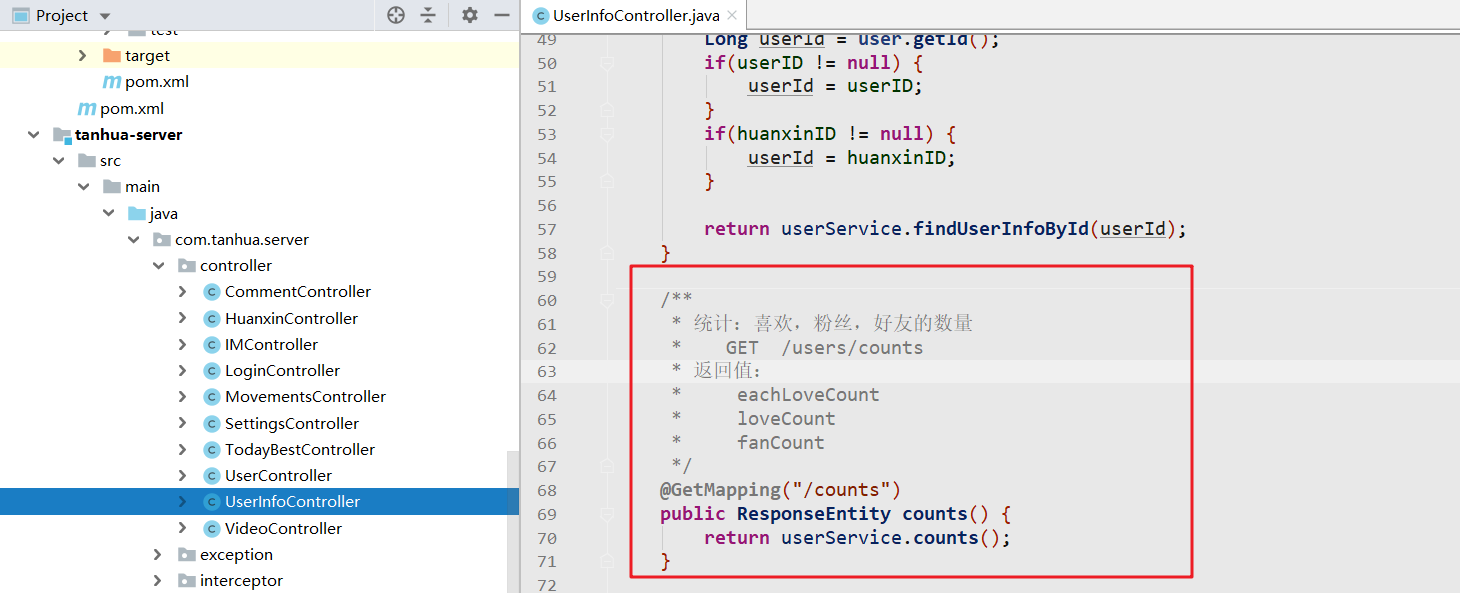 Project
test
target
pom.xml
pom.xml
tanhua-server
src
main
java
com.tanhua.server
controller
CommentController
HuanxinController
IMController
LoginController
MovementsController
SettingsController
TodayBestController
UserController
UserInfoController
VideoController
exception
interceptor
UserInfoController.java
49 Long userId = user.getId();
50 if(userID != null) {
51 userId = userID;
52 }
53 if(huanxinID != null) {
54 userId = huanxinID;
55 }
56
57 return userService.findUserInfoById(userId);
58 }
59
60 /**
61 * 统计：喜欢，粉丝，好友的数量
62 * GET /users/counts
63 * 返回值：
64 * eachLoveCount
65 * loveCount
66 * fanCount
67 */
68 @GetMapping("/counts")
69 public ResponseEntity counts() {
70 return userService.counts();
71 }
72